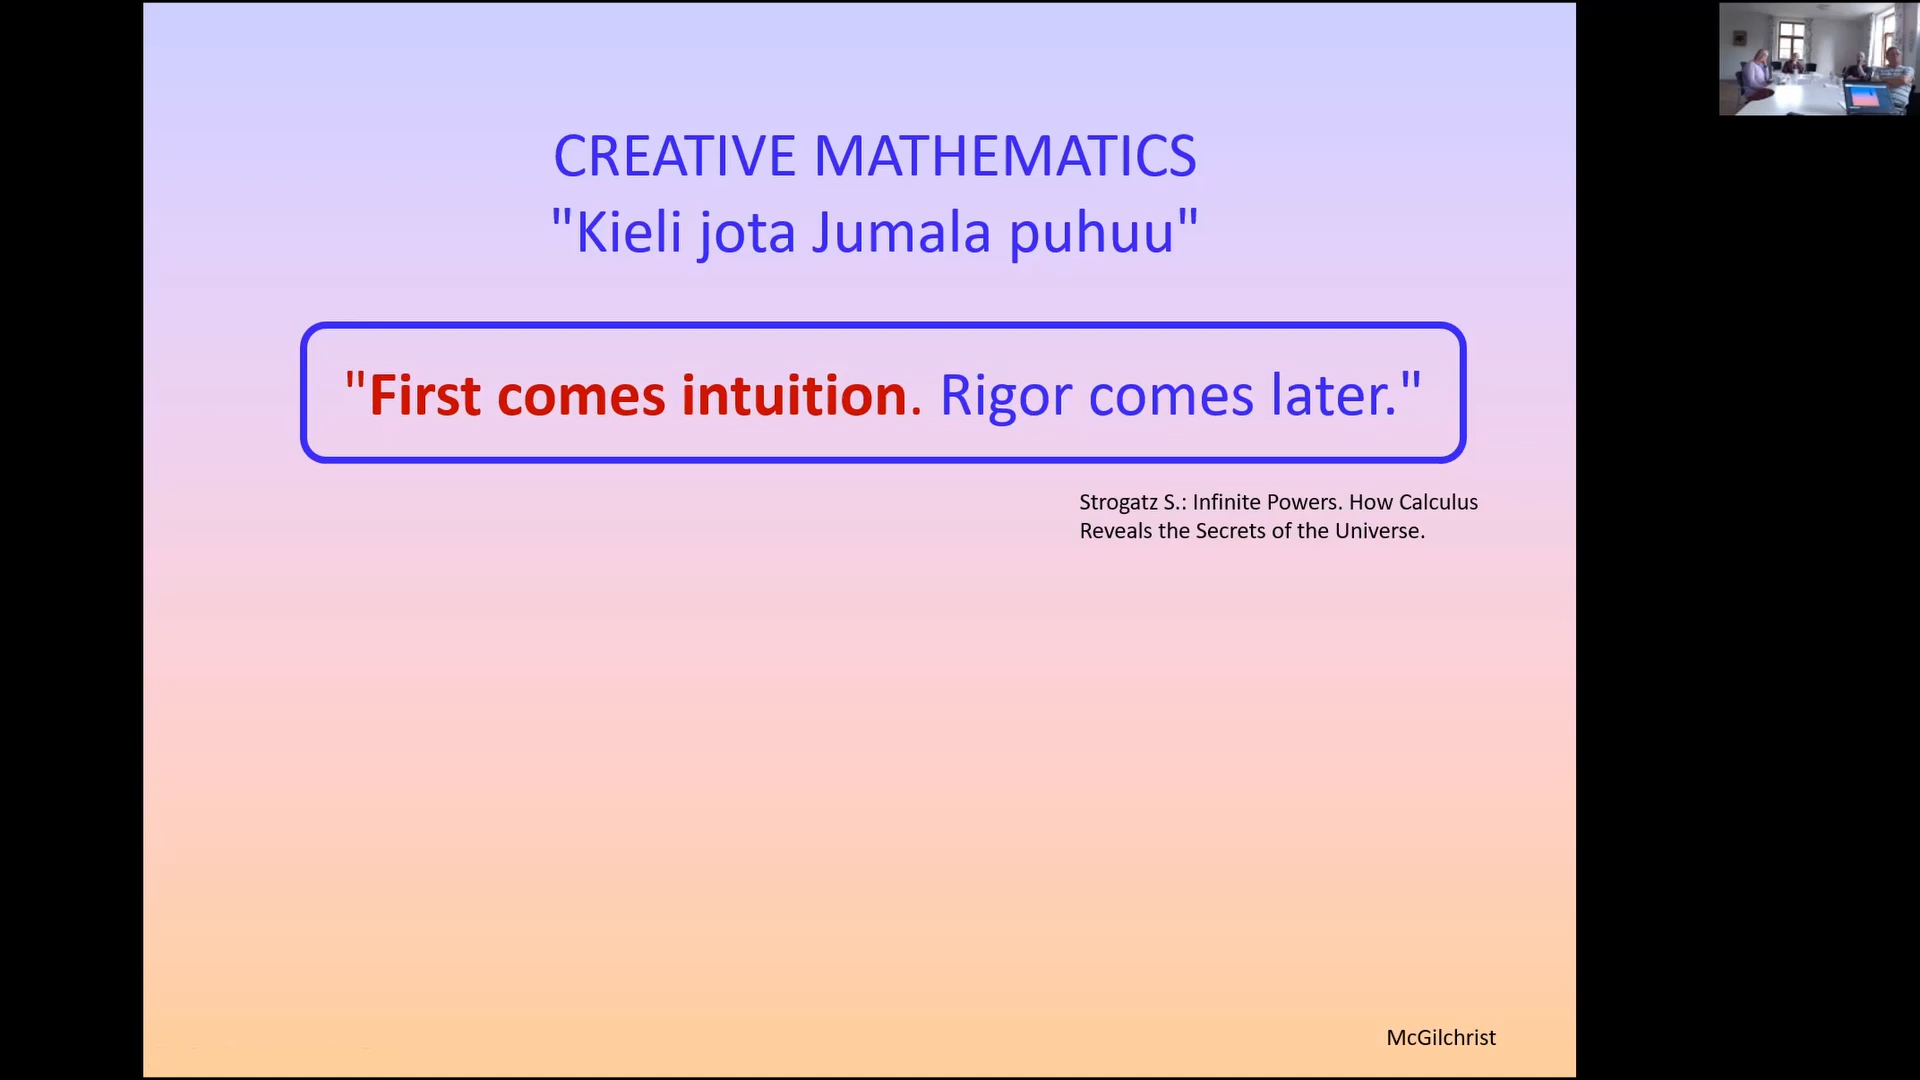 CREATIVE MATHEMATICS
"Kieli jota Jumala puhuu"
"First comes intuition. Rigor comes later."
Strogatz S.: Infinite Powers. How Calculus
Reveals the Secrets of the Universe.
McGilchrist